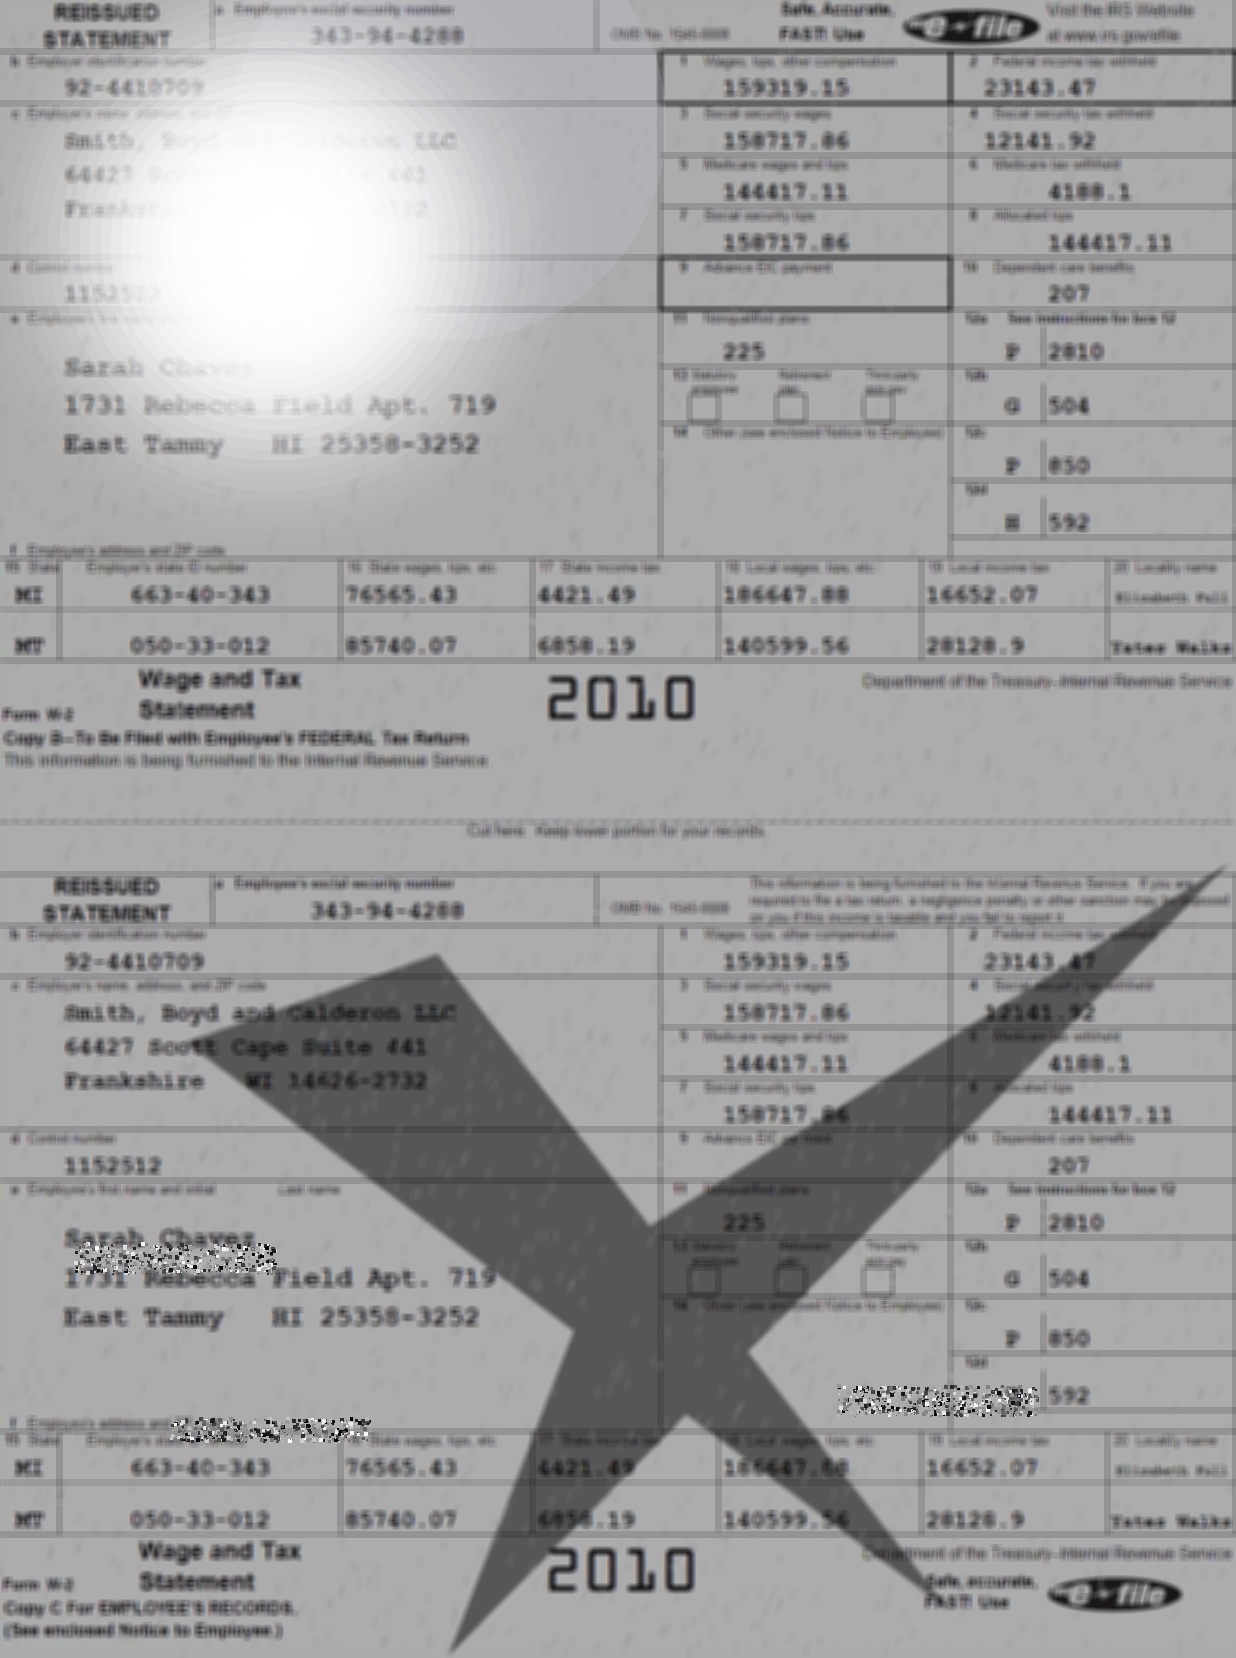 REISSUED STATEMENT
a Employee's social security number
343-94-4288
OMB No. 1545-0008
Safe, Accurate, FAST! Use
e-file
Visit the IRS Website at www.irs.gov/efile.
b Employer identification number
92-4410709
1 Wages, tips, other compensation
159319.15
2 Federal income tax withheld
23143.47
c Employer's name, address,
Smith, Boyd and Calderon LLC
64427 441
2732
3 Social security wages
158717.86
4 Social security tax withheld
12141.92
5 Medicare wages and tips
144417.11
6 Medicare tax withheld
4188.1
7 Social security tips
158717.86
8 Allocated tips
144417.11
d Control number
1152512
9 Advance EIC payment
10 Dependent care benefits
207
e Employee's
Sarah Chavez
1731 Rebecca Field Apt. 719
East Tammy HI 25358-3252
11 Nonqualified plans
225
12a See instructions for box 12
P 2810
13 Statutory employee Retirement plan Third-party sick pay
12b
G 504
14 Other (see enclosed Notice to Employee)
12c
P 850
12d
H 592
f Employee's address and ZIP code
15 State Employer's state ID number 16 State wages, tips, etc. 17 State income tax 18 Local wages, tips, etc. 19 Local income tax 20 Locality name
MI 663-40-343 76565.43 4421.49 186647.88 16652.07
MT 050-33-012 85740.07 6858.19 140599.56 28128.9 Yates Walks
Form W-2 Wage and Tax Statement
2010
Department of the Treasury-Internal Revenue Service
Copy B-To Be Filed with Employee's FEDERAL Tax Return
This information is being furnished to the Internal Revenue Service.
Cut here. Keep lower portion for your records.
REISSUED STATEMENT
a Employee's social security number
343-94-4288
OMB No. 1545-0008
This information is being furnished to the Internal Revenue Service. If you are
required to file a tax return, a negligence penalty or other sanction may be imposed
on you if this income is taxable and you fail to report it.
b Employer identification number
92-4410709
1 Wages, tips, other compensation
159319.15
2 Federal income tax withheld
23143.47
c Employer's name, address, and ZIP code
Smith, Boyd and Calderon LLC
64427 Scott Cape Suite 441
Frankshire WI 14626-2732
3 Social security wages
158717.86
4 Social security tax withheld
12141.92
5 Medicare wages and tips
144417.11
6 Medicare tax withheld
4188.1
7 Social security tips
158717.86
8 Allocated tips
144417.11
d Control number
1152512
9 Advance EIC payment
10 Dependent care benefits
207
e Employee's first name and initial Last name
Sarah Chavez
1731 Rebecca Field Apt. 719
East Tammy HI 25358-3252
11 Nonqualified plans
225
12a See instructions for box 12
P 2810
13 Statutory employee Retirement plan Third-party sick pay
12b
G 504
14 Other (see enclosed Notice to Employee)
12c
P 850
12d
592
f Employee's address and
15 State Employer's state 16 State wages, tips, etc. 17 State income tax 18 Local wages, tips, etc. 19 Local income tax 20 Locality name
MI 663-40-343 76565.43 4421.49 186647.88 16652.07
MT 050-33-012 85740.07 6858.19 140599.56 28128.9 Yates Walks
Form W-2 Wage and Tax Statement
2010
Department of the Treasury-Internal Revenue Service
Copy C For EMPLOYEE'S RECORDS.
(See enclosed Notice to Employee.)
Safe, accurate, FAST! Use
e-file